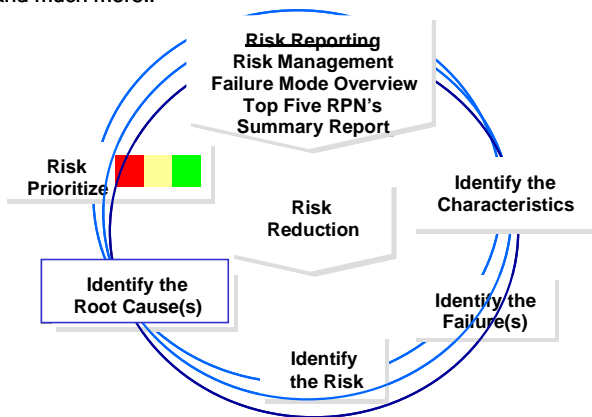 and much more..
Risk Reporting
Risk Management
Failure Mode Overview
Top Five RPN's
Summary Report
Risk
Prioritize
Identify the
Characteristics
Risk
Reduction
Identify the
Root Cause(s)
Identify the
Failure(s)
Identify
the Risk